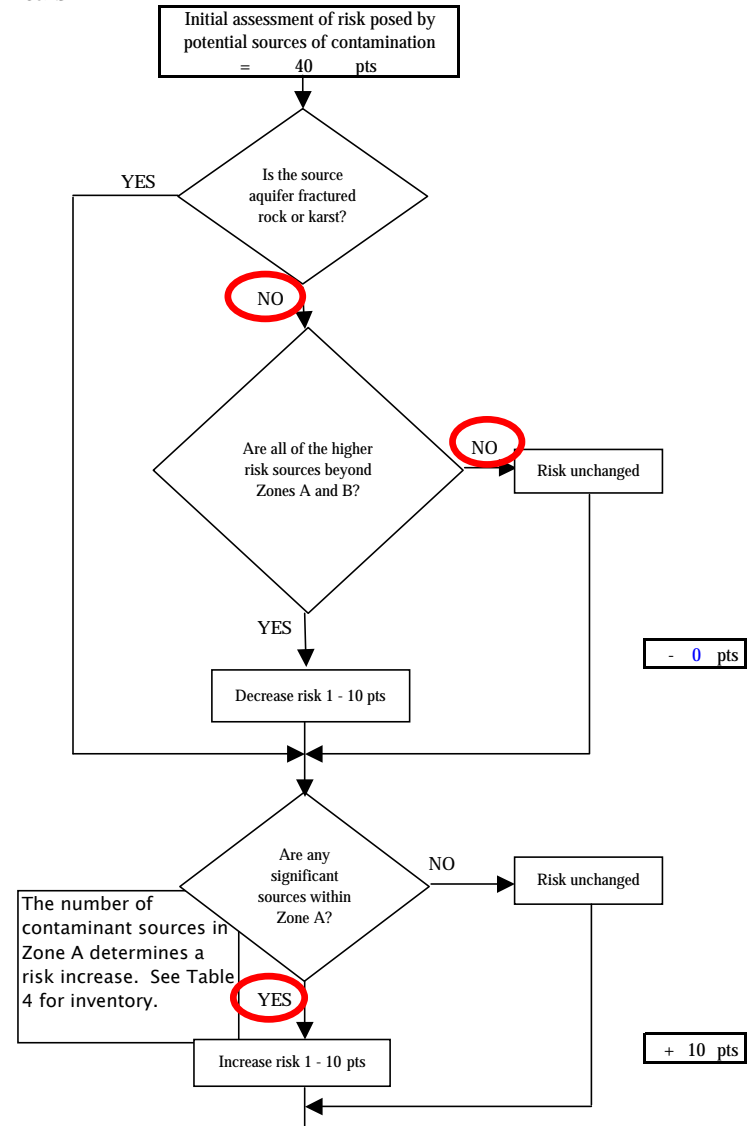 Initial assessment of risk posed by
potential sources of contamination
= 40 pts
YES
Is the source
aquifer fractured
rock or karst?
NO
Are all of the higher
risk sources beyond
Zones A and B?
NO
Risk unchanged
YES
- 0 pts
Decrease risk 1 - 10 pts
Are any
significant
sources within
Zone A?
NO
Risk unchanged
The number of
contaminant sources in
Zone A determines a
risk increase. See Table
4 for inventory.
YES
Increase risk 1 - 10 pts
+ 10 pts